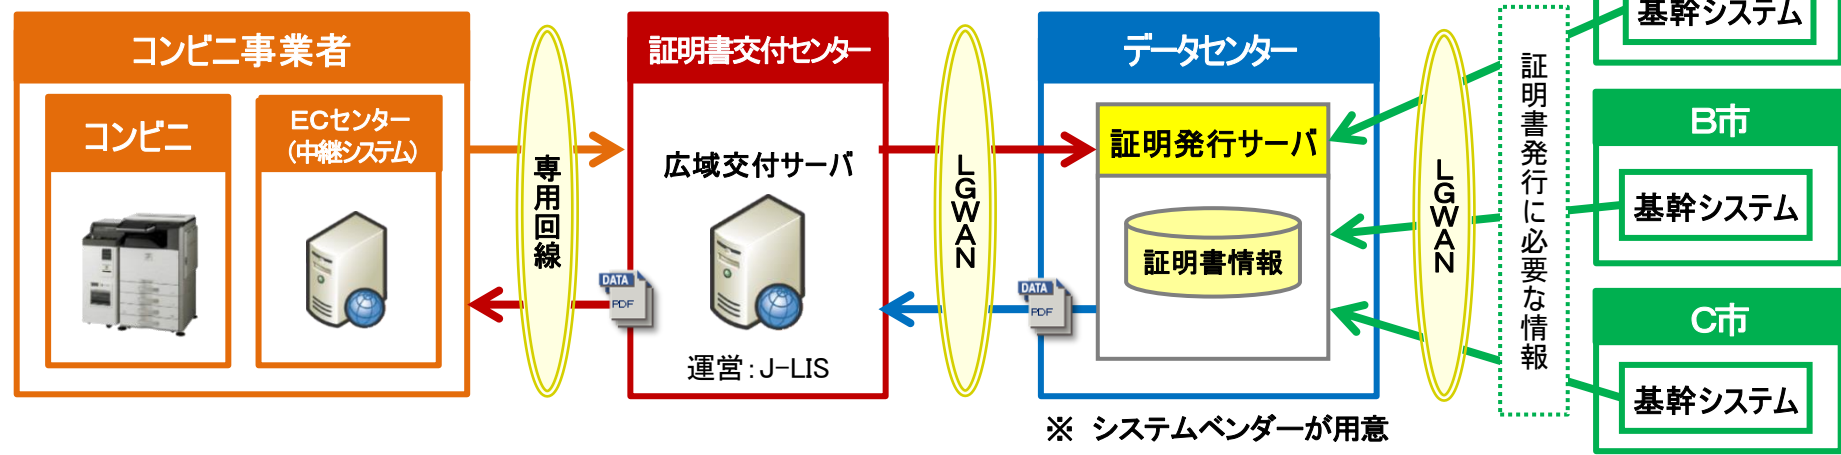 コンビニ事業者
コンビニ
ECセンター
(中継システム)
専用回線
証明書交付センター
広域交付サーバ
運営：J-LIS
DATA
PDF
LGWAN
データセンター
証明発行サーバ
証明書情報
DATA
PDF
※ システムベンダーが用意
LGWAN
証明書発行に必要な情報
基幹システム
B市
基幹システム
C市
基幹システム